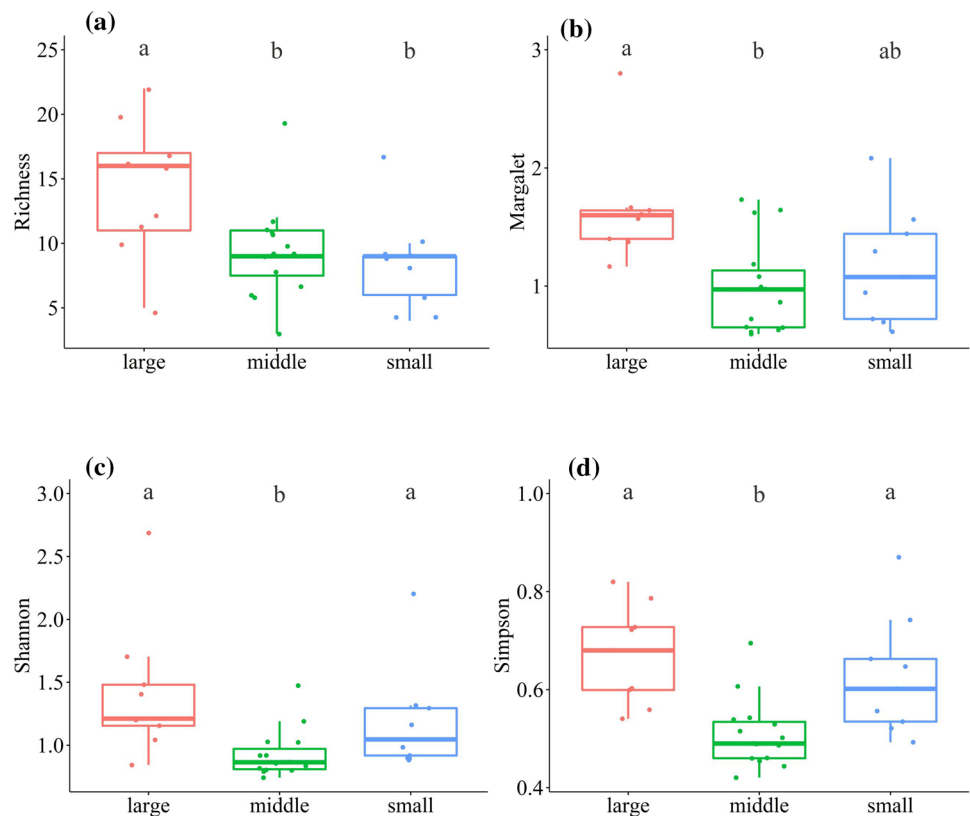 (a)
a b b
Richness
25
20
15
10
5
large middle small
(b)
a b ab
Margalet
3
2
1
large middle small
(c)
a b a
Shannon
3.0
2.5
2.0
1.5
1.0
large middle small
(d)
a b a
Simpson
1.0
0.8
0.6
0.4
large middle small